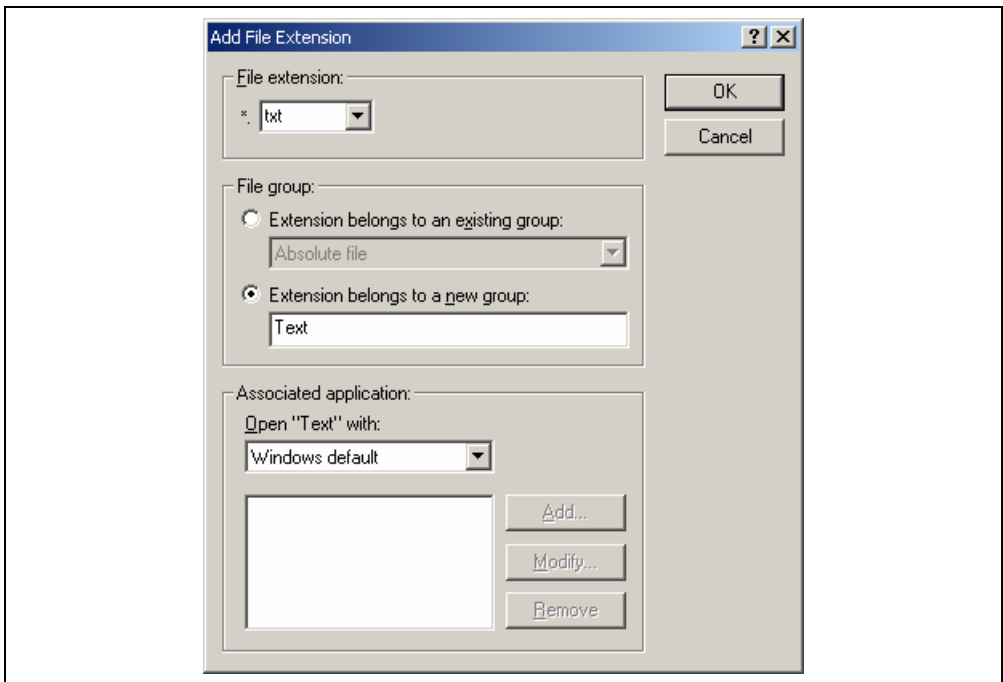 Add File Extension
File extension:
*. txt
OK
Cancel
File group:
Extension belongs to an existing group:
Absolute file
Extension belongs to a new group:
Text
Associated application:
Open "Text" with:
Windows default
Add...
Modify...
Remove